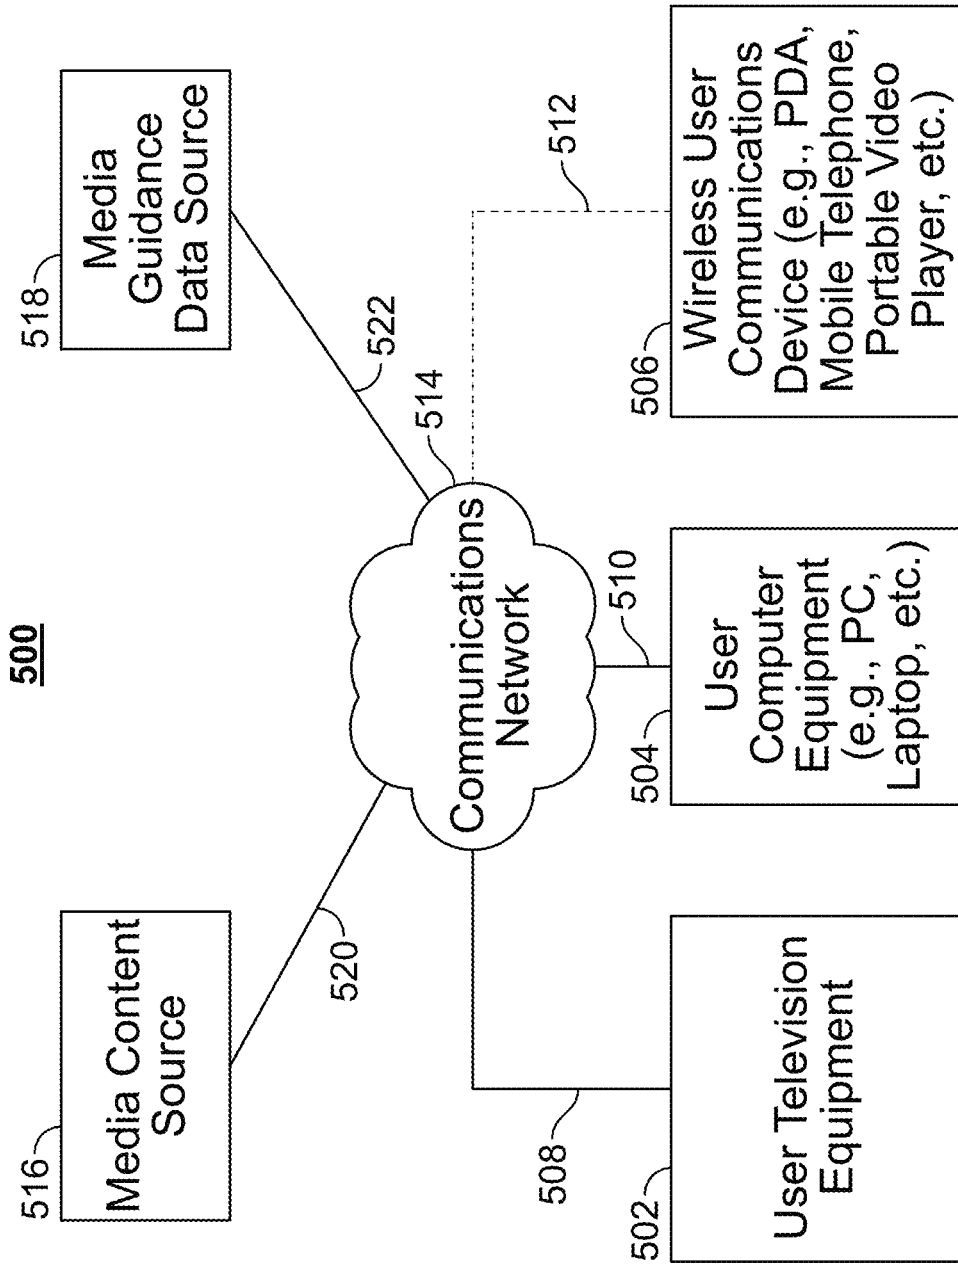 500
516
Media Content
Source
518
Media
Guidance
Data Source
520
522
514
Communications
Network
508
510
512
502
User Television
Equipment
504
User
Computer
Equipment
(e.g., PC,
Laptop, etc.)
506
Wireless User
Communications
Device (e.g., PDA,
Mobile Telephone,
Portable Video
Player, etc.)